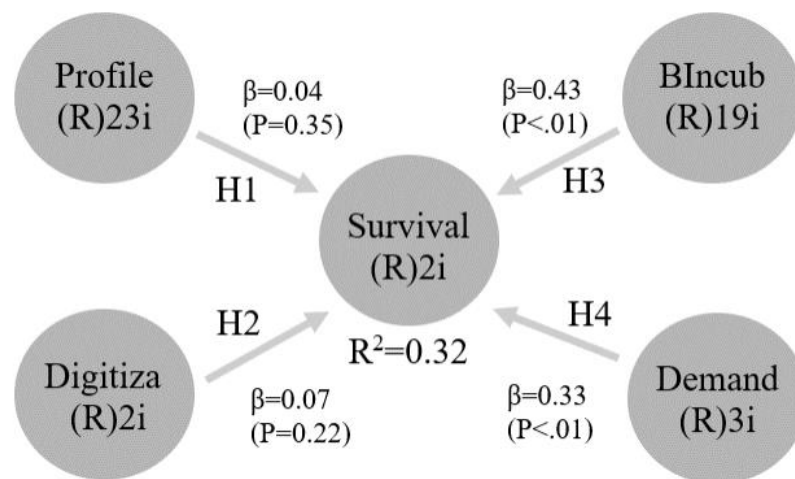 Profile
(R)23i
β=0.04
(P=0.35)
H1
BIncub
(R)19i
β=0.43
(P<.01)
H3
Survival
(R)2i
R²=0.32
Digitiza
(R)2i
H2
β=0.07
(P=0.22)
Demand
(R)3i
H4
β=0.33
(P<.01)